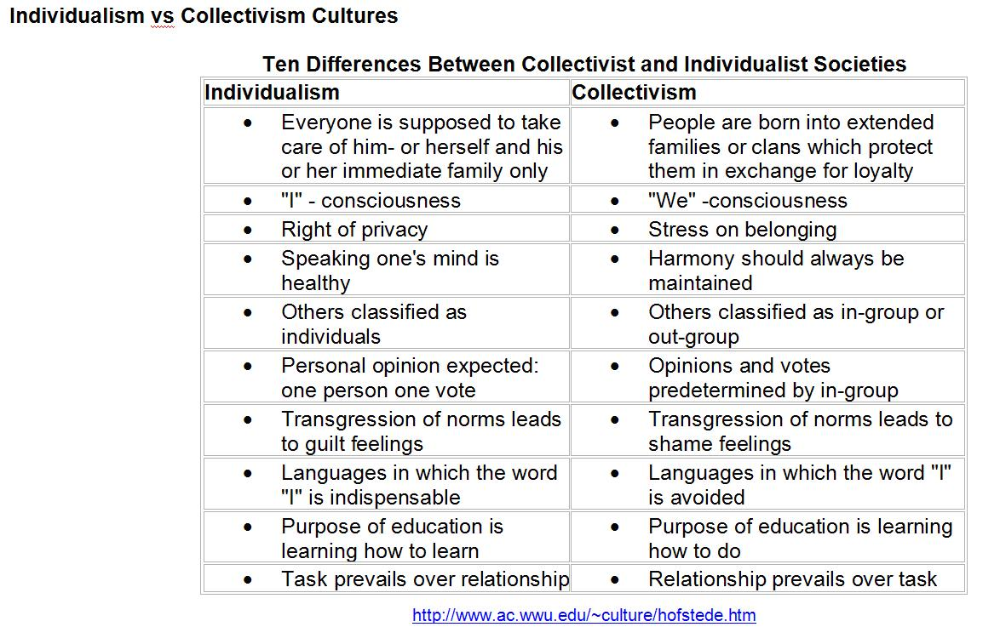 Individualism vs Collectivism Cultures
Ten Differences Between Collectivist and Individualist Societies
Individualism
Collectivism
• Everyone is supposed to take
care of him- or herself and his
or her immediate family only
• People are born into extended
families or clans which protect
them in exchange for loyalty
• "I" - consciousness
• "We" -consciousness
• Right of privacy
• Stress on belonging
• Speaking one's mind is
healthy
• Harmony should always be
maintained
• Others classified as
individuals
• Others classified as in-group or
out-group
• Personal opinion expected:
one person one vote
• Opinions and votes
predetermined by in-group
• Transgression of norms leads
to guilt feelings
• Transgression of norms leads to
shame feelings
• Languages in which the word
"I" is indispensable
• Languages in which the word "I"
is avoided
• Purpose of education is
learning how to learn
• Purpose of education is learning
how to do
• Task prevails over relationship
• Relationship prevails over task
http://www.ac.wwu.edu/~culture/hofstede.htm